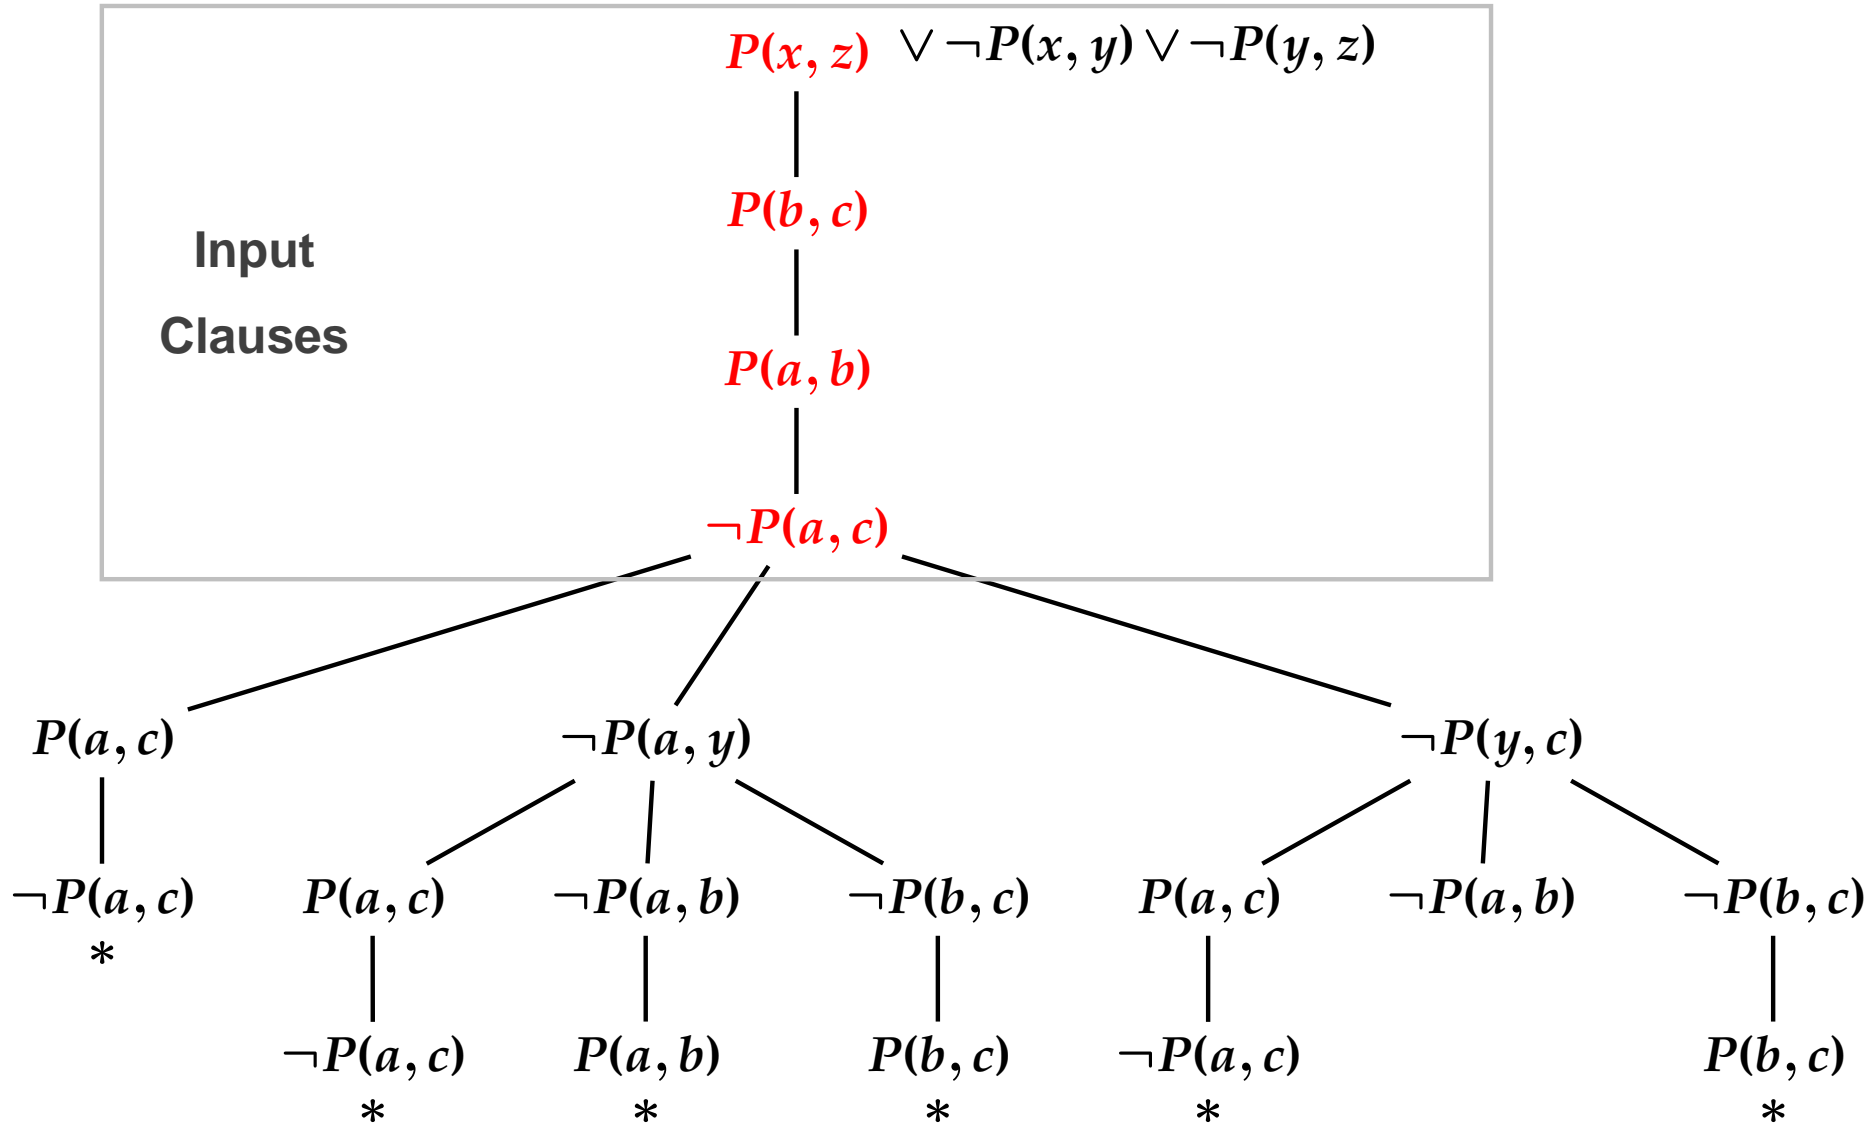 P(x, z) ∨ ¬P(x, y) ∨ ¬P(y, z)
P(b, c)
Input
Clauses
P(a, b)
¬P(a, c)
P(a, c) ¬P(a, y) ¬P(y, c)
¬P(a, c) P(a, c) ¬P(a, b) ¬P(b, c) P(a, c) ¬P(a, b) ¬P(b, c)
*
¬P(a, c) P(a, b) P(b, c) ¬P(a, c) P(b, c)
* * * * *